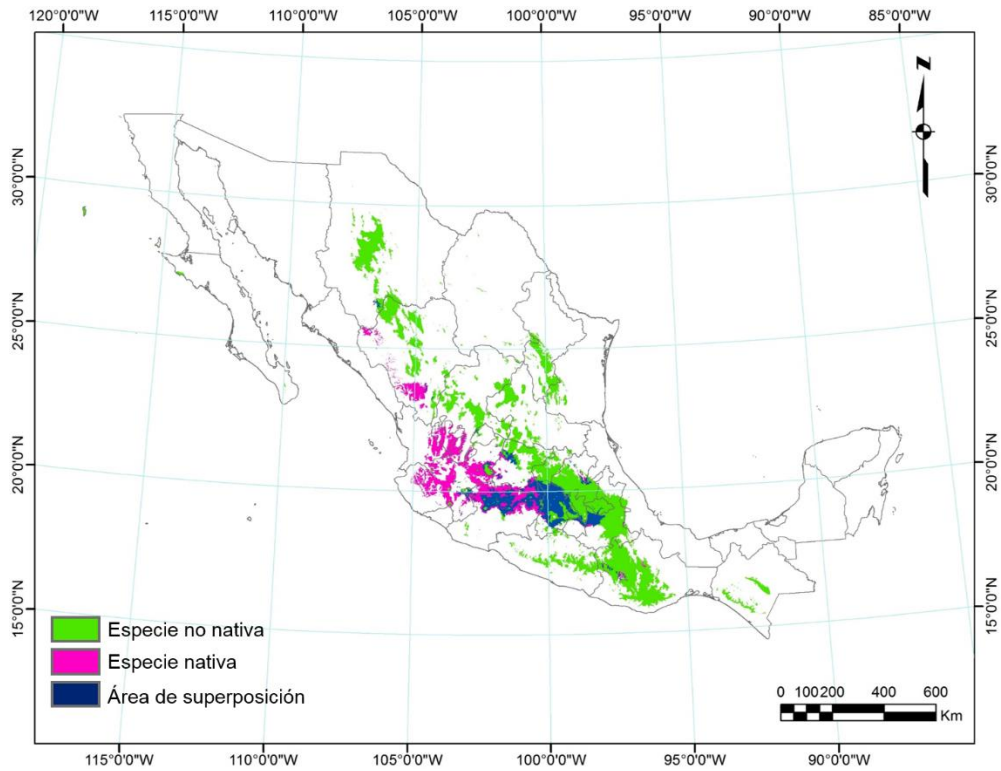 120°0'0"W 115°0'0"W 110°0'0"W 105°0'0"W 100°0'0"W 95°0'0"W 90°0'0"W 85°0'0"W
N
30°0'0"N 30°0'0"N
25°0'0"N 25°0'0"N
20°0'0"N 20°0'0"N
15°0'0"N 15°0'0"N
Especie no nativa
Especie nativa
Área de superposición
0 100 200 400 600
Km
115°0'0"W 110°0'0"W 105°0'0"W 100°0'0"W 95°0'0"W 90°0'0"W